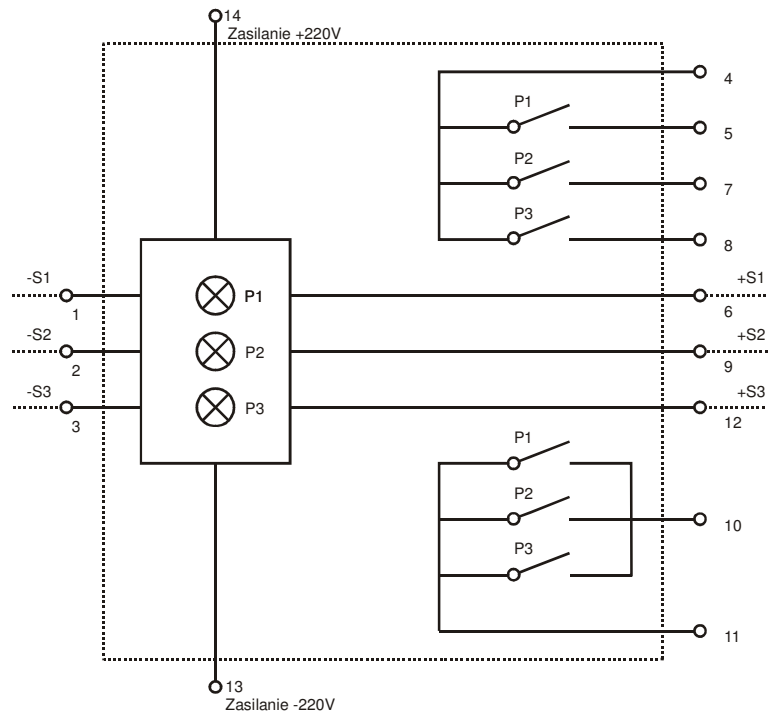 14
Zasilanie +220V
4
P1
5
P2
7
P3
8
-S1
P1
+S1
1
6
-S2
P2
+S2
2
9
-S3
P3
+S3
3
12
P1
P2
10
P3
11
13
Zasilanie -220V